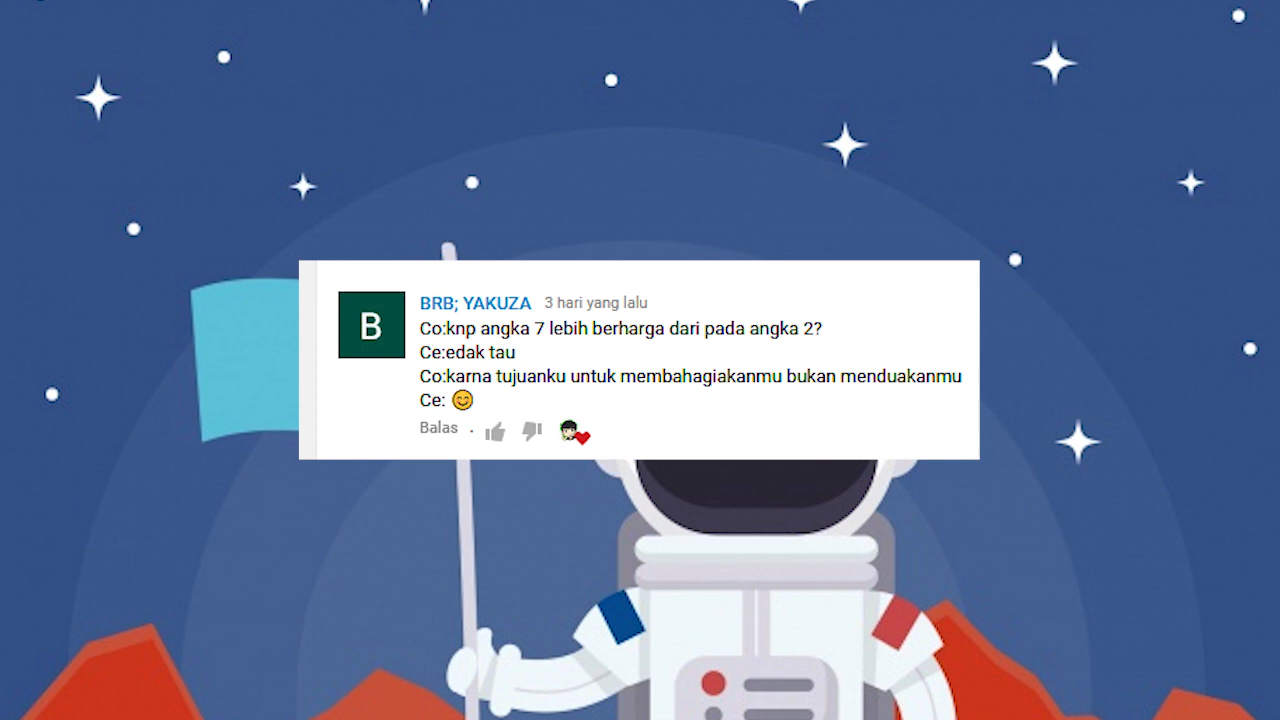 B
BRB; YAKUZA 3 hari yang lalu
Co:knp angka 7 lebih berharga dari pada angka 2?
Ce:edak tau
Co:karna tujuanku untuk membahagiakanmu bukan menduakanmu
Ce: 😊
Balas .